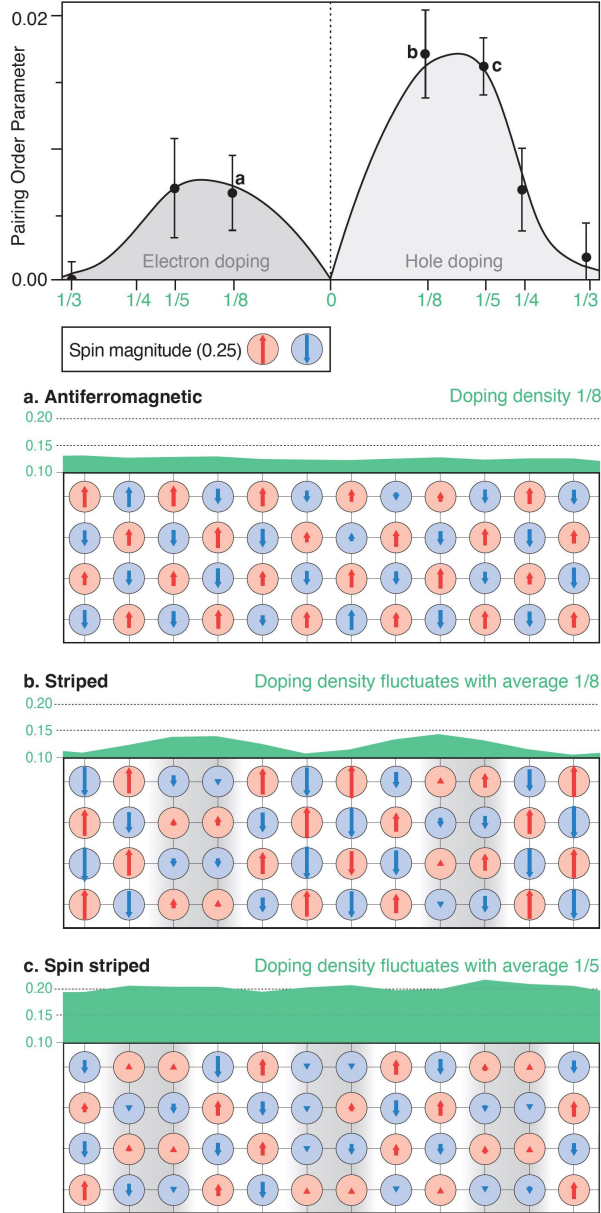 0.02
Pairing Order Parameter
b
c
a
Electron doping
Hole doping
0.00
1/3 1/4 1/5 1/8 0 1/8 1/5 1/4 1/3
Spin magnitude (0.25)
a. Antiferromagnetic Doping density 1/8
0.20
0.15
0.10
b. Striped Doping density fluctuates with average 1/8
0.20
0.15
0.10
c. Spin striped Doping density fluctuates with average 1/5
0.20
0.15
0.10